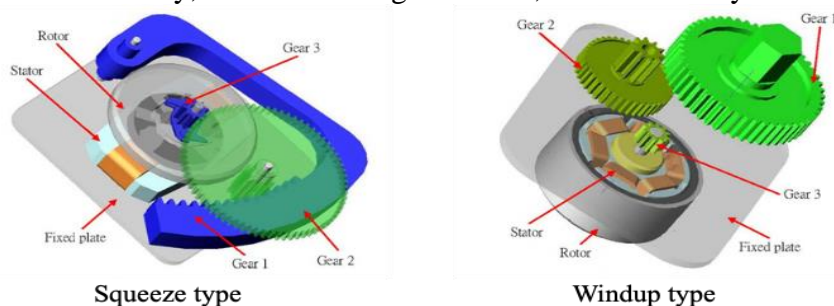 Rotor
Stator
Gear 3
Fixed plate
Gear 1
Gear 2
Squeeze type
Gear 2
Gear 1
Stator
Rotor
Gear 3
Fixed plate
Windup type